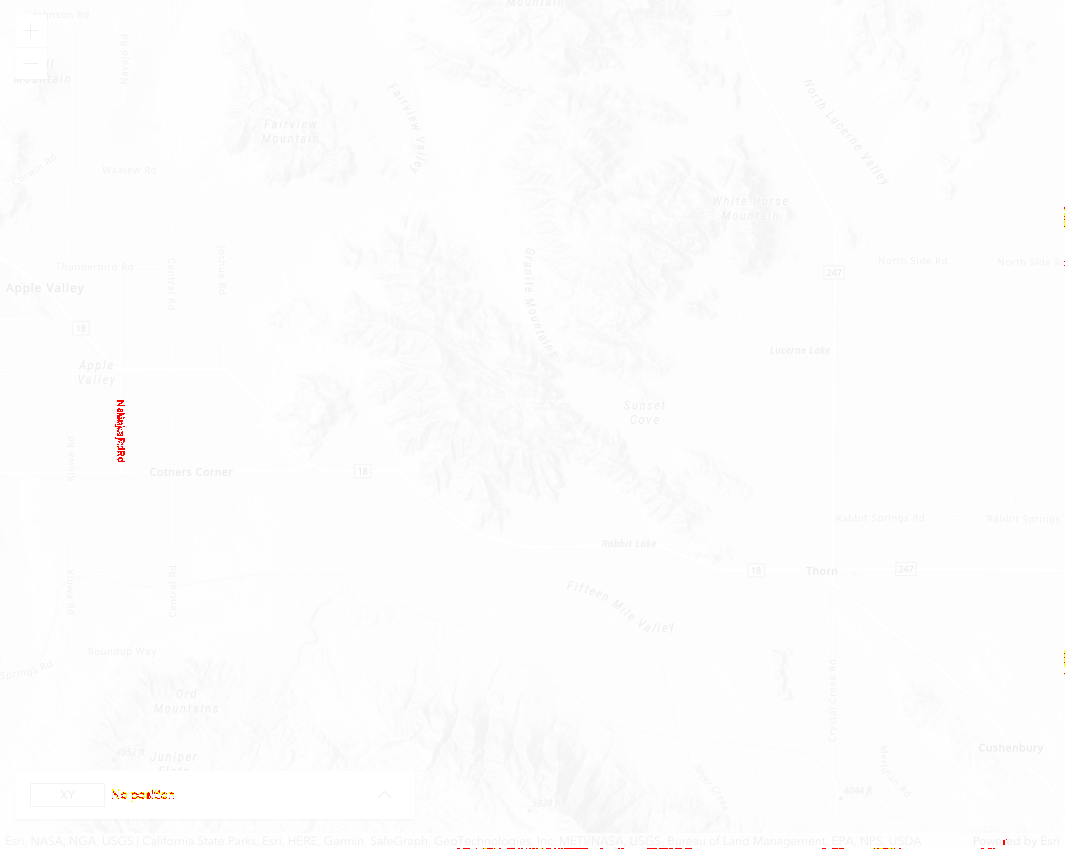 Johnson Rd
Mountain
Navajo Rd
Mountain
Fairview
Mountain
Fairview Valley
North Lucerne Valley
Corwin Rd
Waalew Rd
White Horse
Mountain
Thunderbird Rd
Central Rd
Joshua Rd
Granite Mountains
North Side Rd
North Side
247
Apple Valley
18
Lucerne Lake
Apple
Valley
Sunset
Cove
Kiowa Rd
Cotners Corner
18
Rabbit Springs Rd
Rabbit Springs
Rabbit Lake
18
Thorn
247
Kiowa Rd
Central Rd
Fifteen Mile Valley
Roundup Way
Springs Rd
Crystal Creek Rd
Ord
Mountains
Juniper
Cushenbury
4044 ft
XY
No position
Esri, NASA, NGA, USGS | California State Parks, Esri, HERE, Garmin, SafeGraph, GeoTechnologies, Inc, METI/NASA, USGS, Bureau of Land Management, EPA, NPS, USDA
Powered by Esri